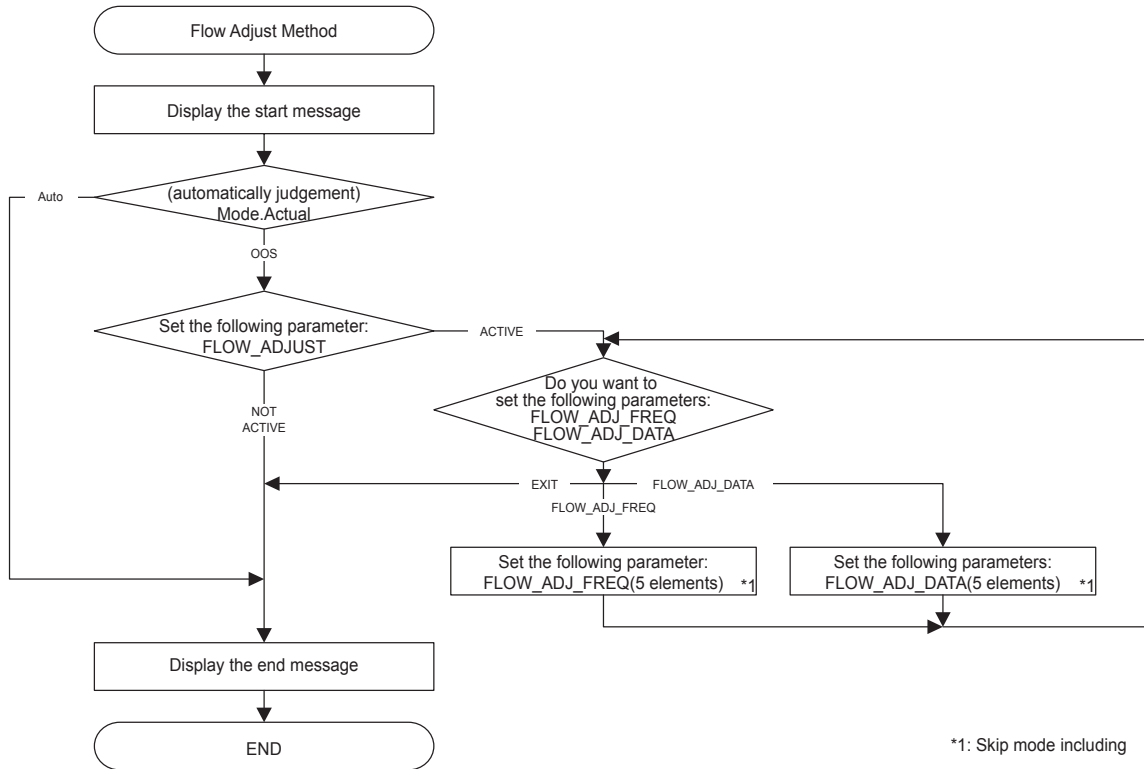 Flow Adjust Method
Display the start message
(automatically judgement)
Mode.Actual
Auto
OOS
Set the following parameter:
FLOW_ADJUST
ACTIVE
NOT
ACTIVE
Do you want to
set the following parameters:
FLOW_ADJ_FREQ
FLOW_ADJ_DATA
EXIT
FLOW_ADJ_DATA
FLOW_ADJ_FREQ
Set the following parameter:
FLOW_ADJ_FREQ(5 elements) *1
Set the following parameters:
FLOW_ADJ_DATA(5 elements) *1
Display the end message
END
*1: Skip mode including